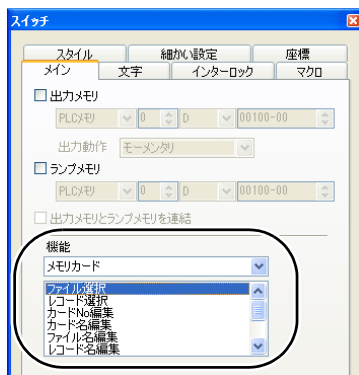 スイッチ
スタイル 細かい設定 座標
メイン 文字 インターロック マクロ
出力メモリ
PLCメモリ 0 D 00100-00
出力動作 モーメンタリ
ランプメモリ
PLCメモリ 0 D 00100-00
出力メモリとランプメモリを連結
機能
メモリカード
ファイル選択
レコード選択
カードNo編集
カード名編集
ファイル名編集
レコード名編集